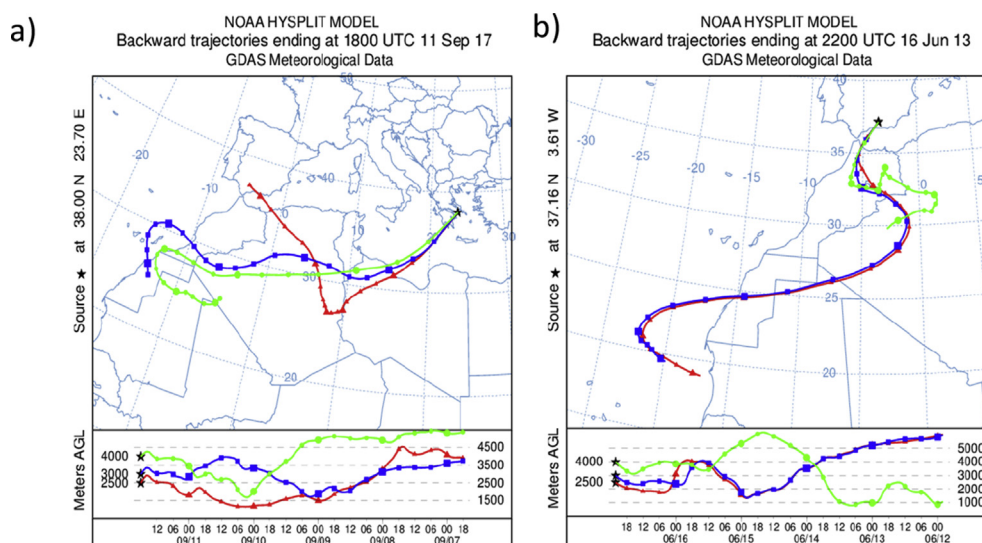 a)
NOAA HYSPLIT MODEL
Backward trajectories ending at 1800 UTC 11 Sep 17
GDAS Meteorological Data
Source ★ at 38.00 N 23.70 E
50
-20
-10
40
0
10
20
30
30
20
Meters AGL
4000
3000
2500
4500
3500
2500
1500
12 06 00 18 12 06 00 18 12 06 00 18 12 06 00 18 12 06 00 18
09/11 09/10 09/09 09/08 09/07
b)
NOAA HYSPLIT MODEL
Backward trajectories ending at 2200 UTC 16 Jun 13
GDAS Meteorological Data
Source ★ at 37.16 N 3.61 W
40
-30
-25
-20
-15
-10
35
0
30
25
20
Meters AGL
4000
2500
5000
4000
3000
2000
1000
18 12 06 00 18 12 06 00 18 12 06 00 18 12 06 00 18 12 06 00
06/16 06/15 06/14 06/13 06/12